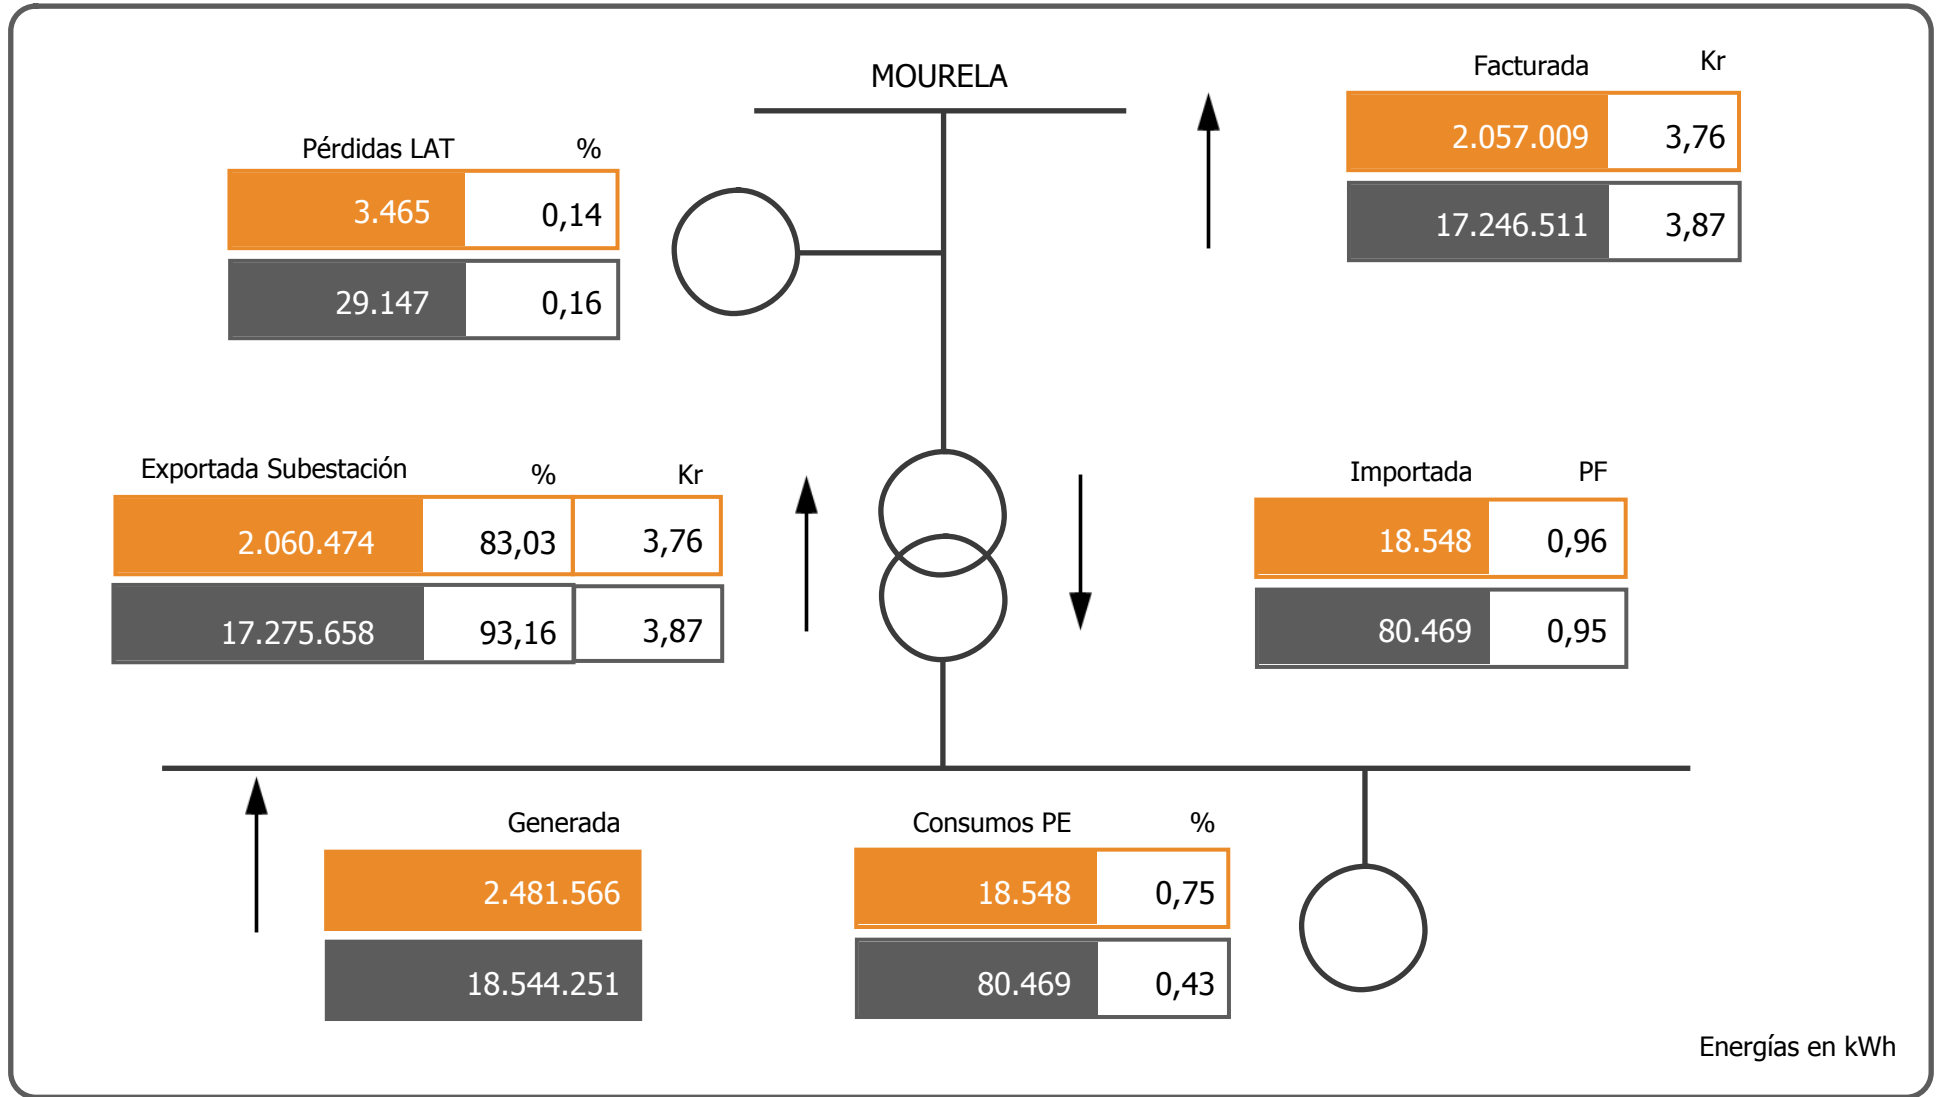 MOURELA
Facturada Kr
2.057.009 3,76
17.246.511 3,87
Pérdidas LAT %
3.465 0,14
29.147 0,16
Exportada Subestación % Kr
2.060.474 83,03 3,76
17.275.658 93,16 3,87
Importada PF
18.548 0,96
80.469 0,95
Generada
2.481.566
18.544.251
Consumos PE %
18.548 0,75
80.469 0,43
Energías en kWh